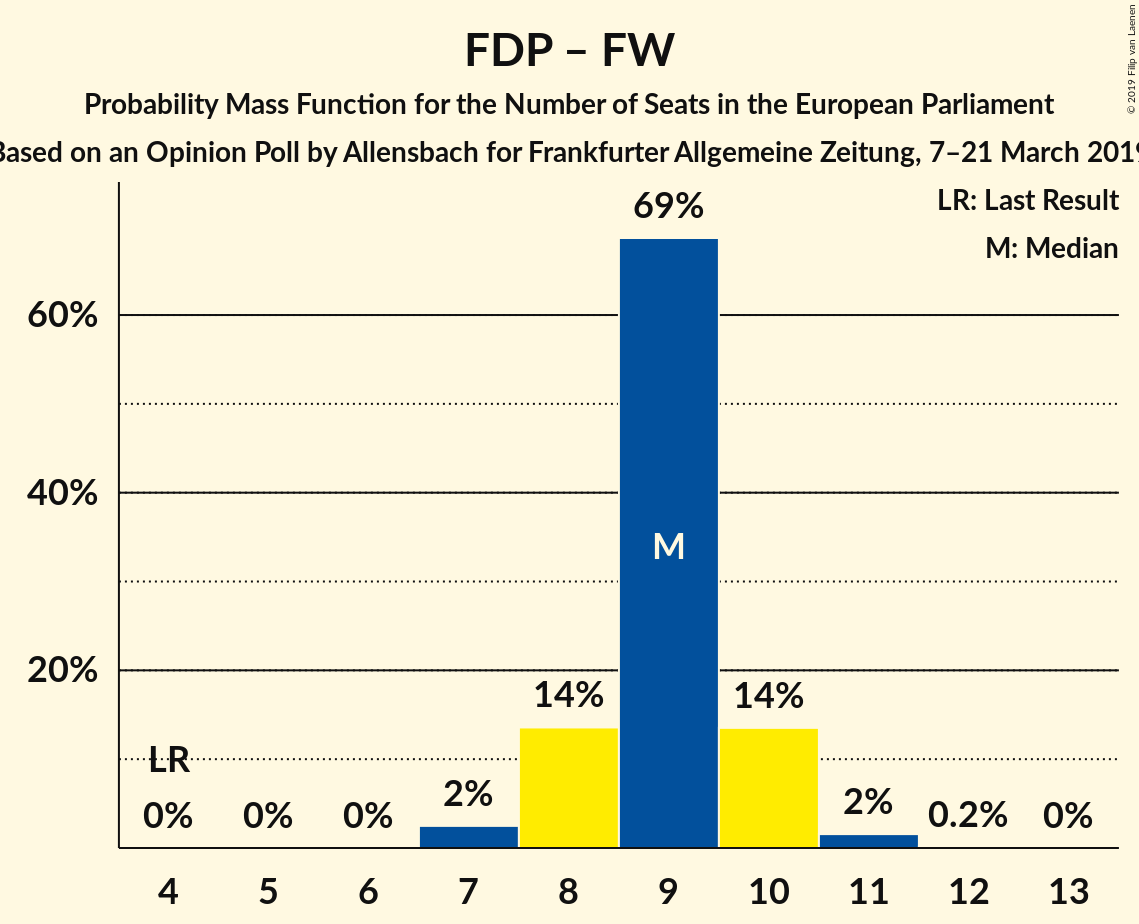 FDP – FW
Probability Mass Function for the Number of Seats in the European Parliament
Based on an Opinion Poll by Allensbach for Frankfurter Allgemeine Zeitung, 7–21 March 2019
© 2019 Filip van Laenen
LR: Last Result
M: Median
69%
60%
40%
M
20%
14%
14%
LR
2%
2%
0%
0%
0%
0.2%
0%
4
5
6
7
8
9
10
11
12
13